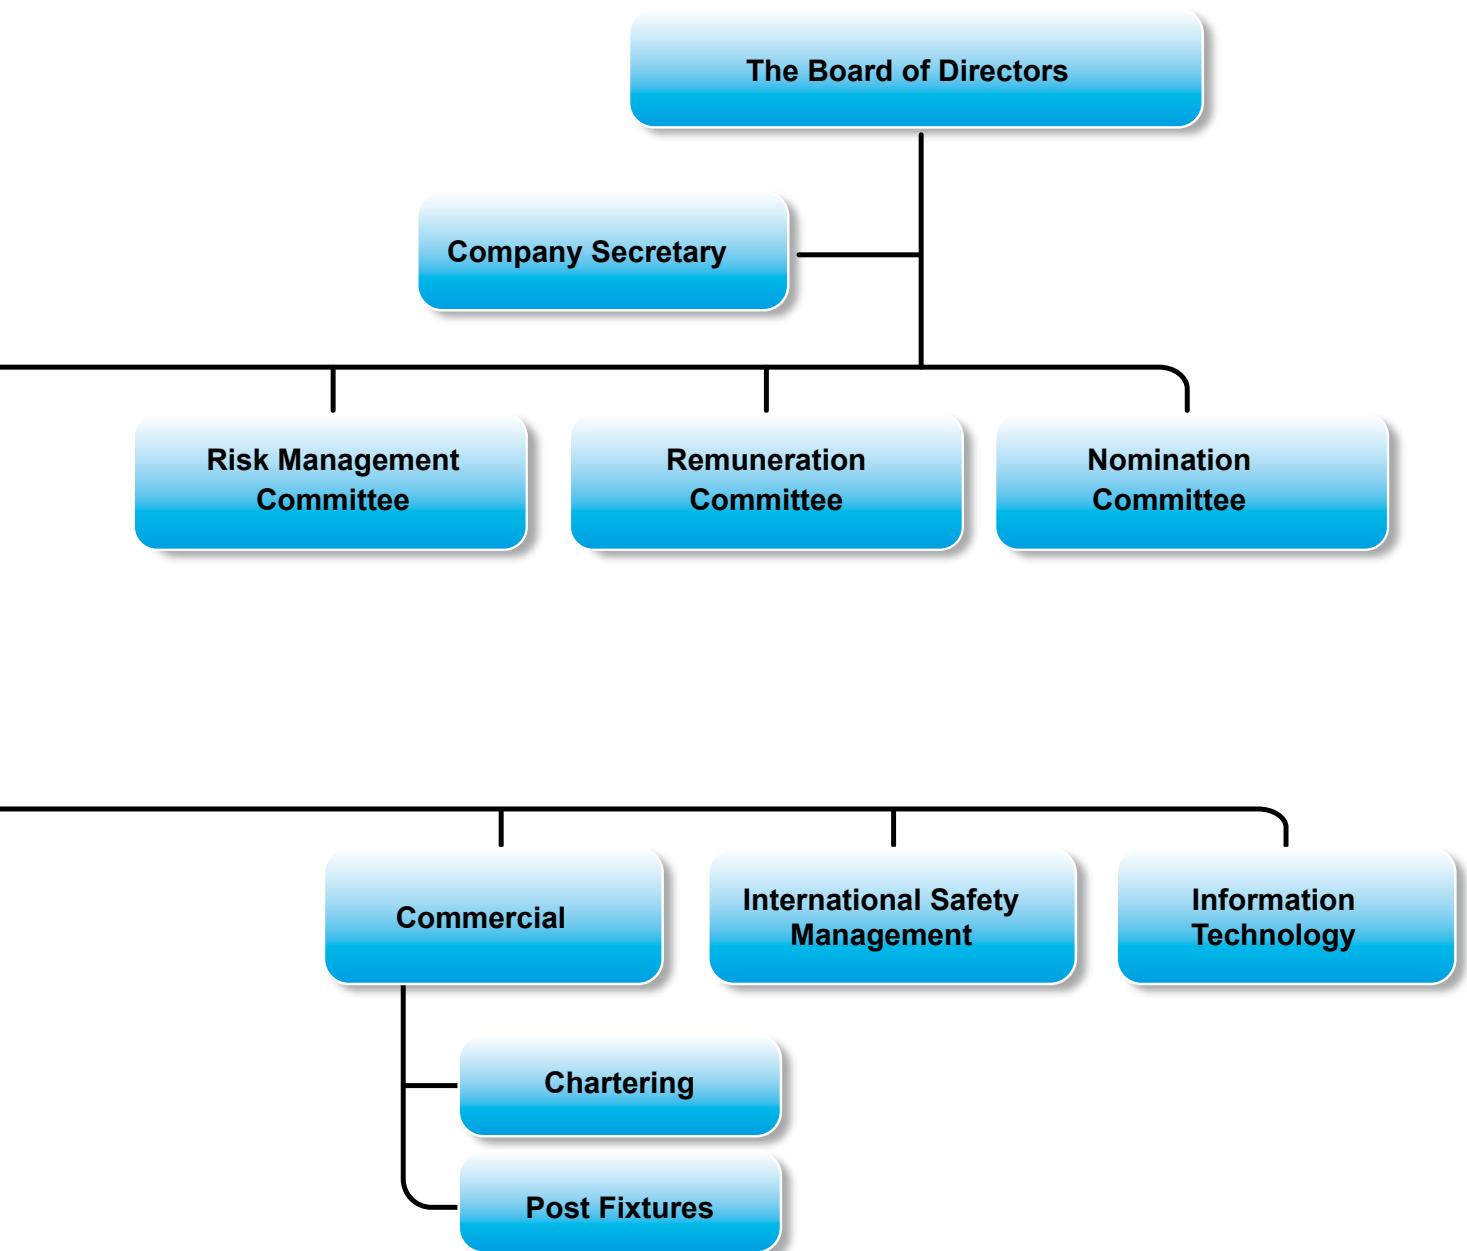 The Board of Directors
Company Secretary
Risk Management
Committee
Remuneration
Committee
Nomination
Committee
Commercial
International Safety
Management
Information
Technology
Chartering
Post Fixtures